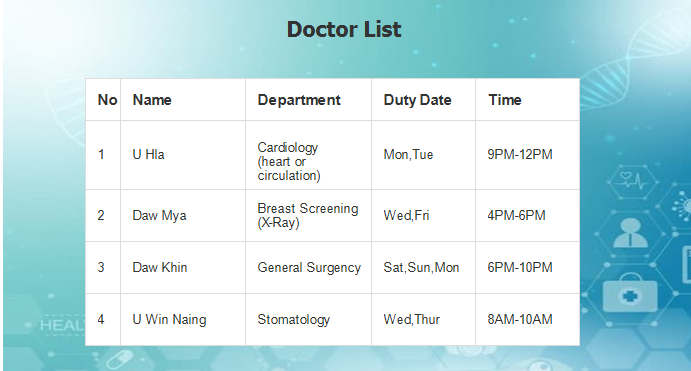 Doctor List
No Name Department Duty Date Time
1 U Hla Cardiology (heart or circulation) Mon,Tue 9PM-12PM
2 Daw Mya Breast Screening (X-Ray) Wed,Fri 4PM-6PM
3 Daw Khin General Surgency Sat,Sun,Mon 6PM-10PM
4 U Win Naing Stomatology Wed,Thur 8AM-10AM